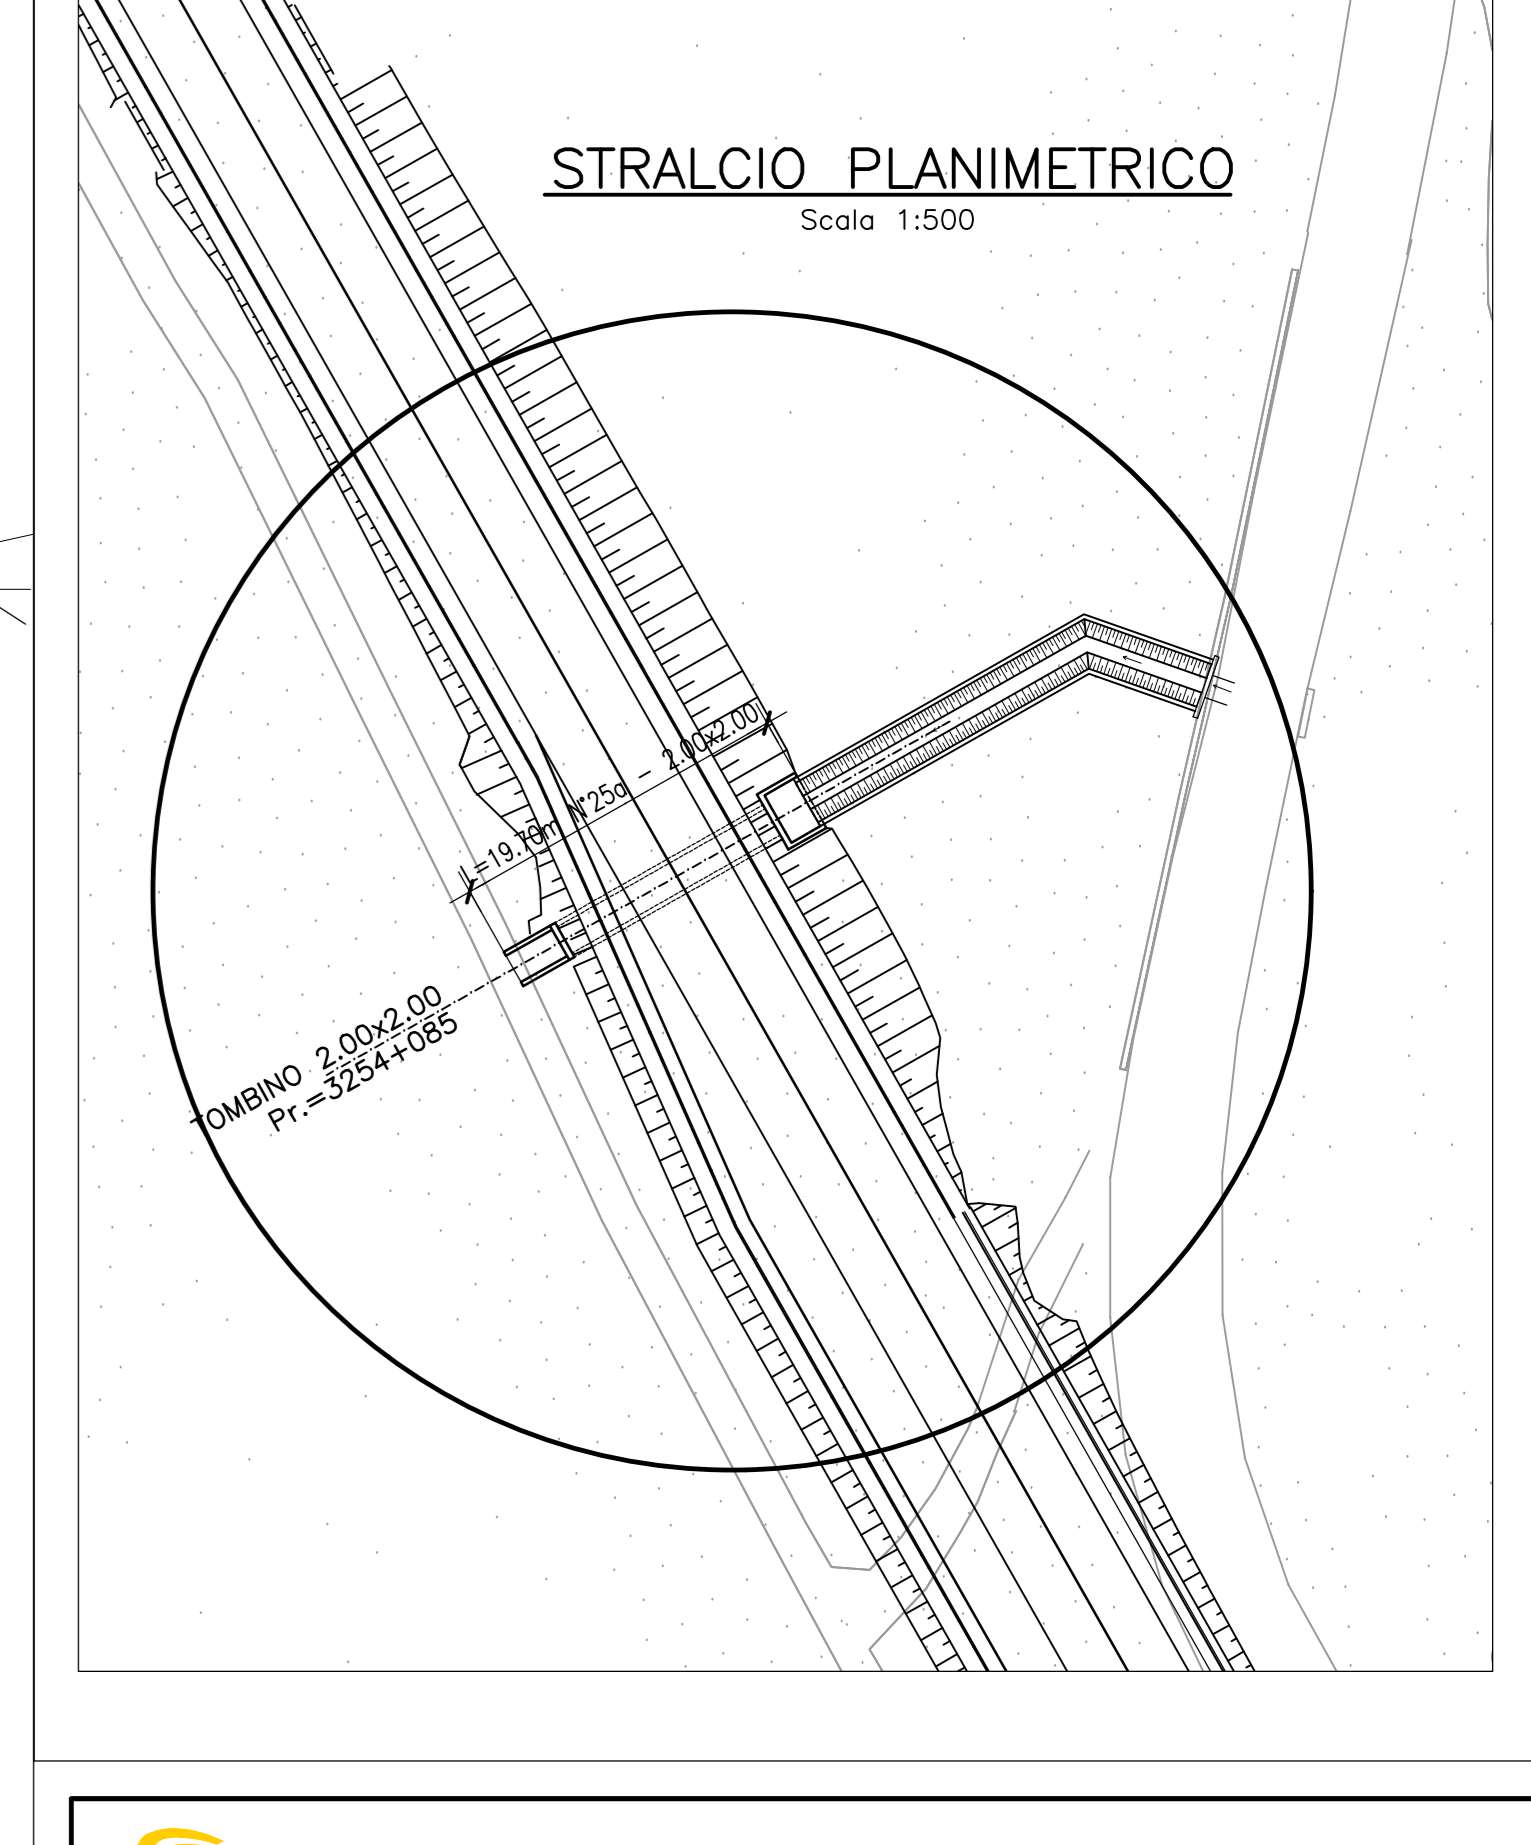 STRALCIO PLANIMETRICO
Scala 1:500
L=19.70m N°25a - 2.00x2.00
TOMBINO 2.00x2.00
Pr.=3254+085